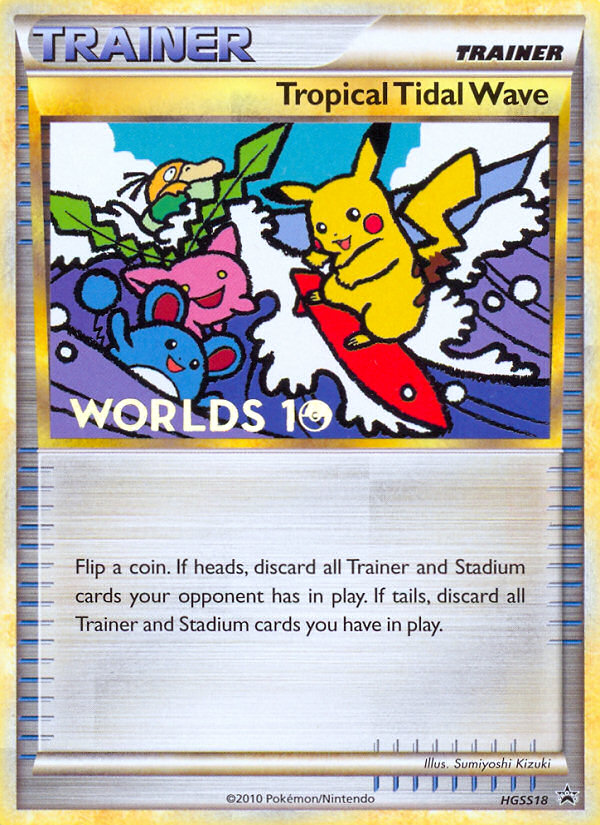 TRAINER
TRAINER
Tropical Tidal Wave
WORLDS 10
Flip a coin. If heads, discard all Trainer and Stadium
cards your opponent has in play. If tails, discard all
Trainer and Stadium cards you have in play.
Illus. Sumiyoshi Kizuki
©2010 Pokémon/Nintendo
HGSS18